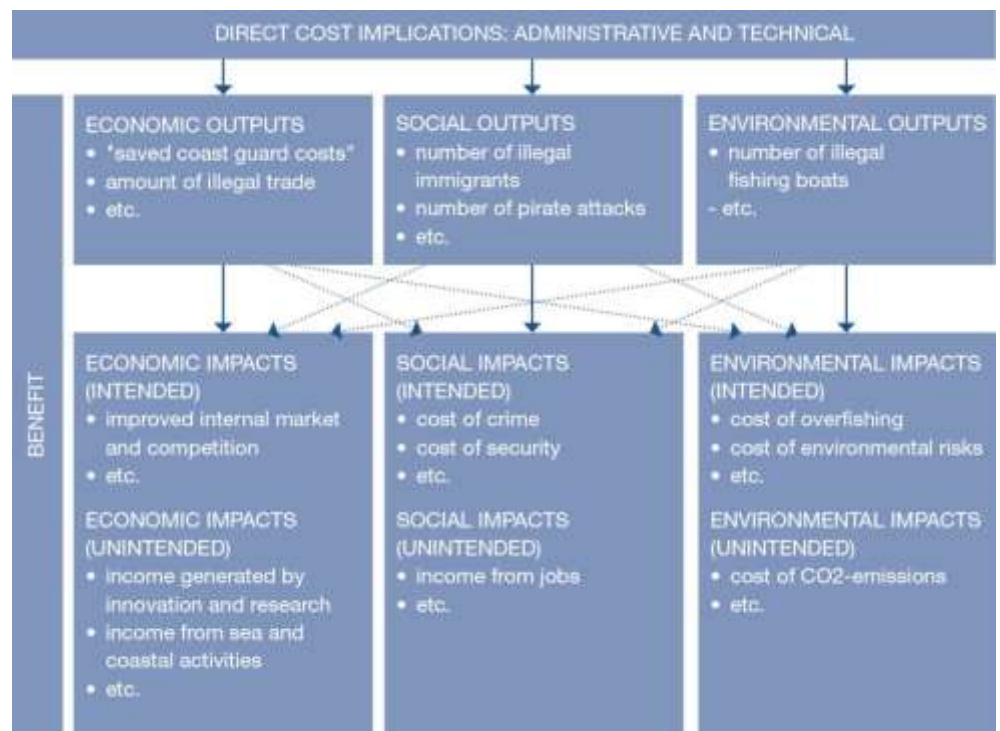 DIRECT COST IMPLICATIONS: ADMINISTRATIVE AND TECHNICAL
BENEFIT
ECONOMIC OUTPUTS
• "saved coast guard costs"
• amount of illegal trade
• etc.
SOCIAL OUTPUTS
• number of illegal
immigrants
• number of pirate attacks
• etc.
ENVIRONMENTAL OUTPUTS
• number of illegal
fishing boats
- etc.
ECONOMIC IMPACTS
(INTENDED)
• improved internal market
and competition
• etc.
ECONOMIC IMPACTS
(UNINTENDED)
• income generated by
innovation and research
• income from sea and
coastal activities
• etc.
SOCIAL IMPACTS
(INTENDED)
• cost of crime
• cost of security
• etc.
SOCIAL IMPACTS
(UNINTENDED)
• income from jobs
• etc.
ENVIRONMENTAL IMPACTS
(INTENDED)
• cost of overfishing
• cost of environmental risks
• etc.
ENVIRONMENTAL IMPACTS
(UNINTENDED)
• cost of CO2-emissions
• etc.